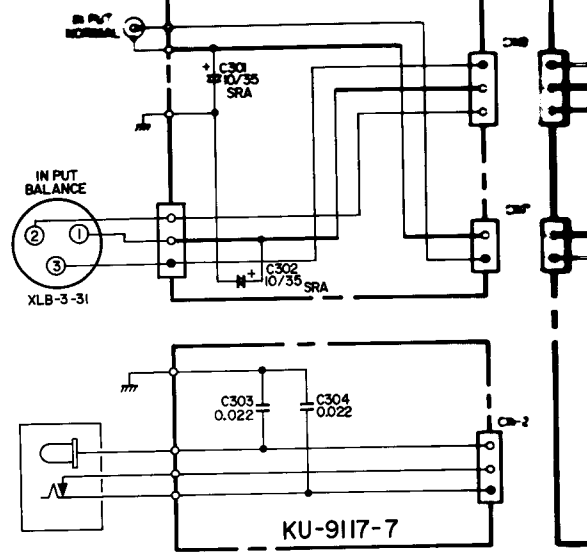 IN PUT
NORMAL
+ C301
10/35
SRA
IN PUT
BALANCE
2
1
3
XLB-3-31
+ C302
10/35 SRA
C303
0.022
C304
0.022
KU-9117-7